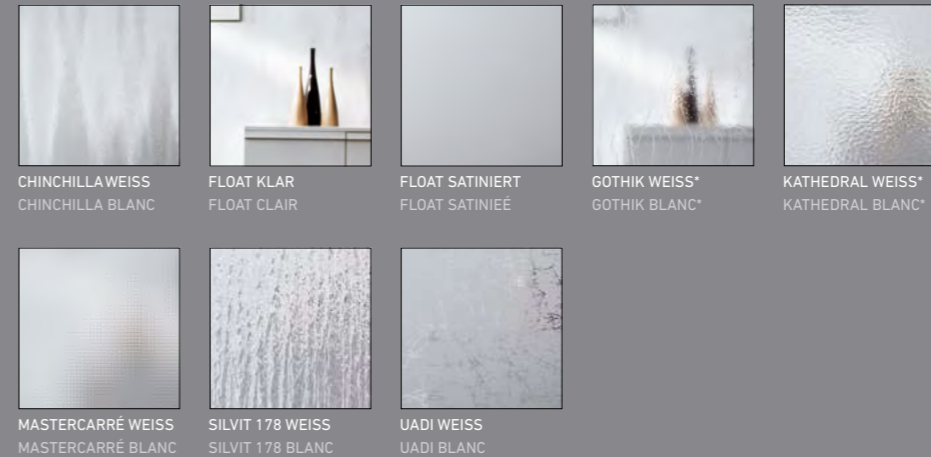 CHINCHILLA WEISS
CHINCHILLA BLANC
FLOAT KLAR
FLOAT CLAIR
FLOAT SATINIERT
FLOAT SATINIEÉ
GOTHIK WEISS*
GOTHIK BLANC*
KATHEDRAL WEISS*
KATHEDRAL BLANC*
MASTERCARRÉ WEISS
MASTERCARRÉ BLANC
SILVIT 178 WEISS
SILVIT 178 BLANC
UADI WEISS
UADI BLANC